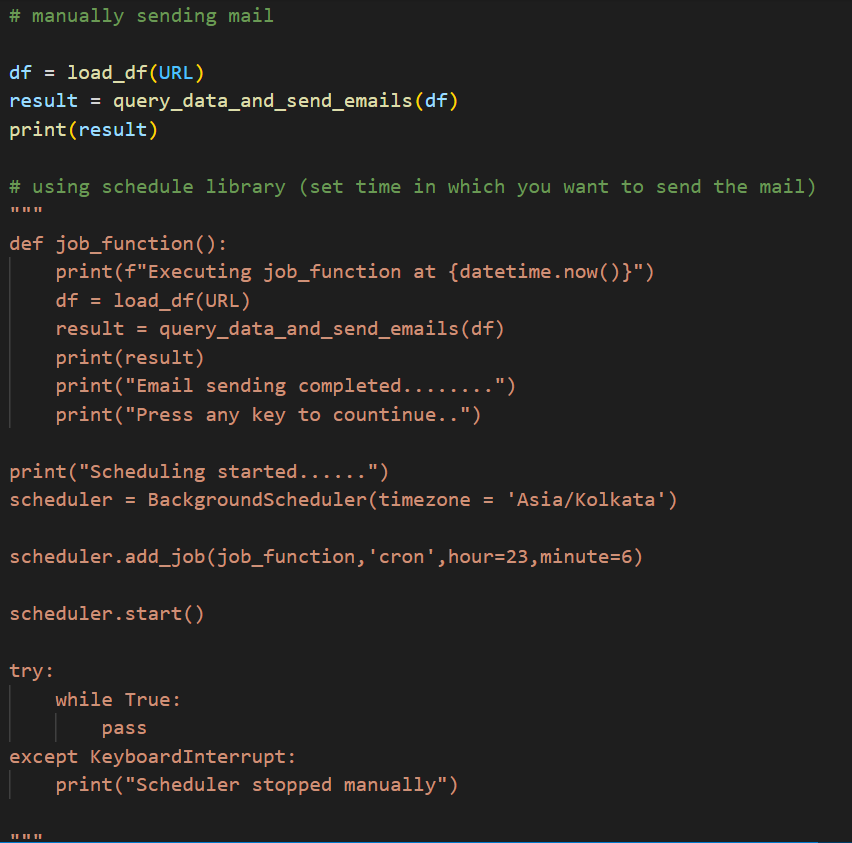 # manually sending mail
df = load_df(URL)
result = query_data_and_send_emails(df)
print(result)
# using schedule library (set time in which you want to send the mail)
"""
def job_function():
    print(f"Executing job_function at {datetime.now()}")
    df = load_df(URL)
    result = query_data_and_send_emails(df)
    print(result)
    print("Email sending completed........")
    print("Press any key to countinue..")
print("Scheduling started......")
scheduler = BackgroundScheduler(timezone = 'Asia/Kolkata')
scheduler.add_job(job_function,'cron',hour=23,minute=6)
scheduler.start()
try:
    while True:
        pass
except KeyboardInterrupt:
    print("Scheduler stopped manually")
"""